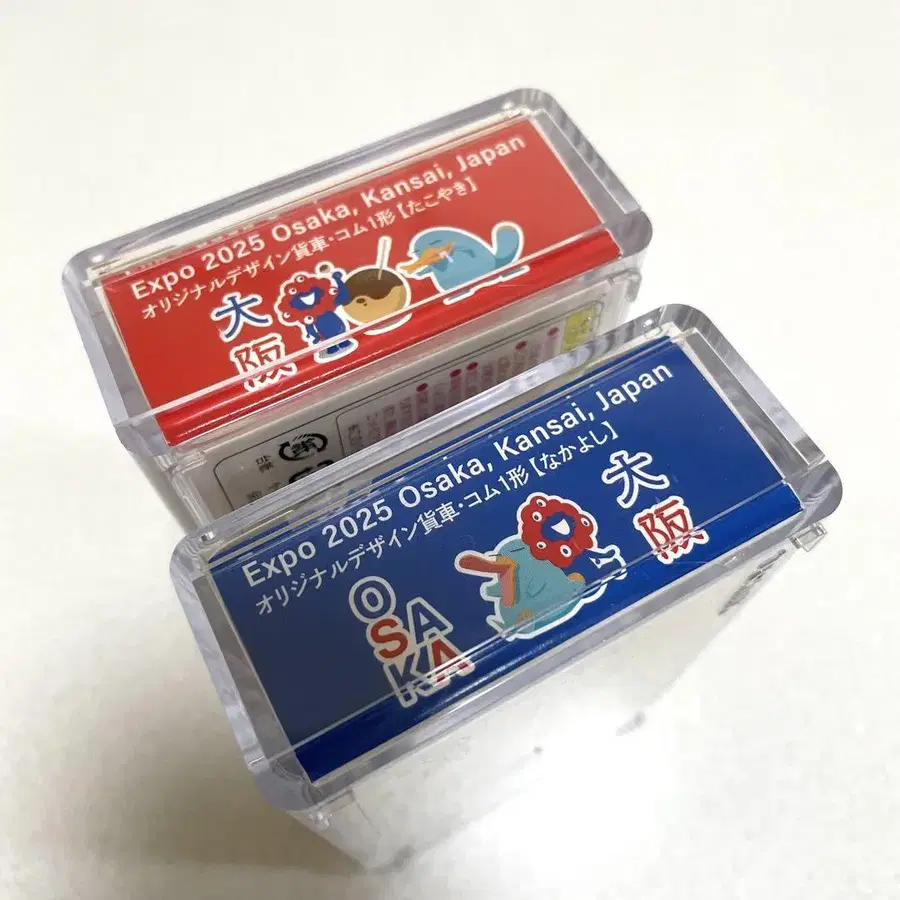 Expo 2025 Osaka, Kansai, Japan
オリジナルデザイン貨車・コム1形【たこやき】
大
阪
Expo 2025 Osaka, Kansai, Japan
オリジナルデザイン貨車・コム1形【なかよし】
大
阪
O
SA
KA